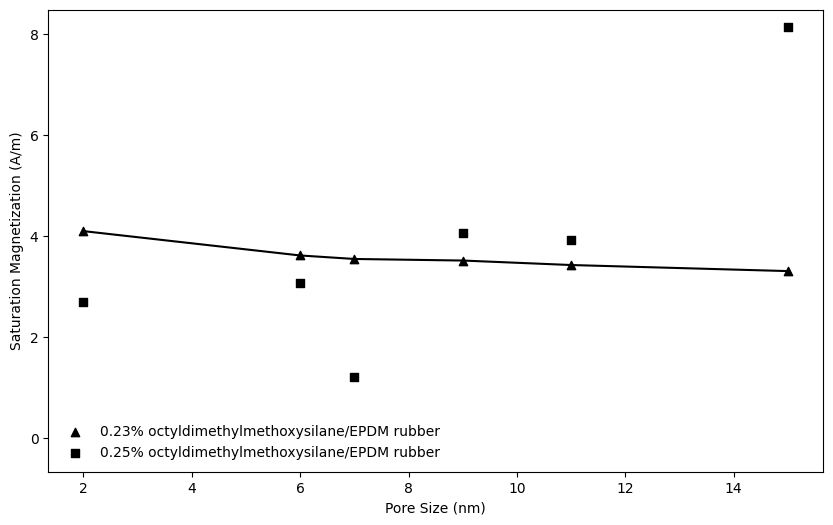 8
6
4
2
0
Saturation Magnetization (A/m)
0.23% octyldimethylmethoxysilane/EPDM rubber
0.25% octyldimethylmethoxysilane/EPDM rubber
2 4 6 8 10 12 14
Pore Size (nm)